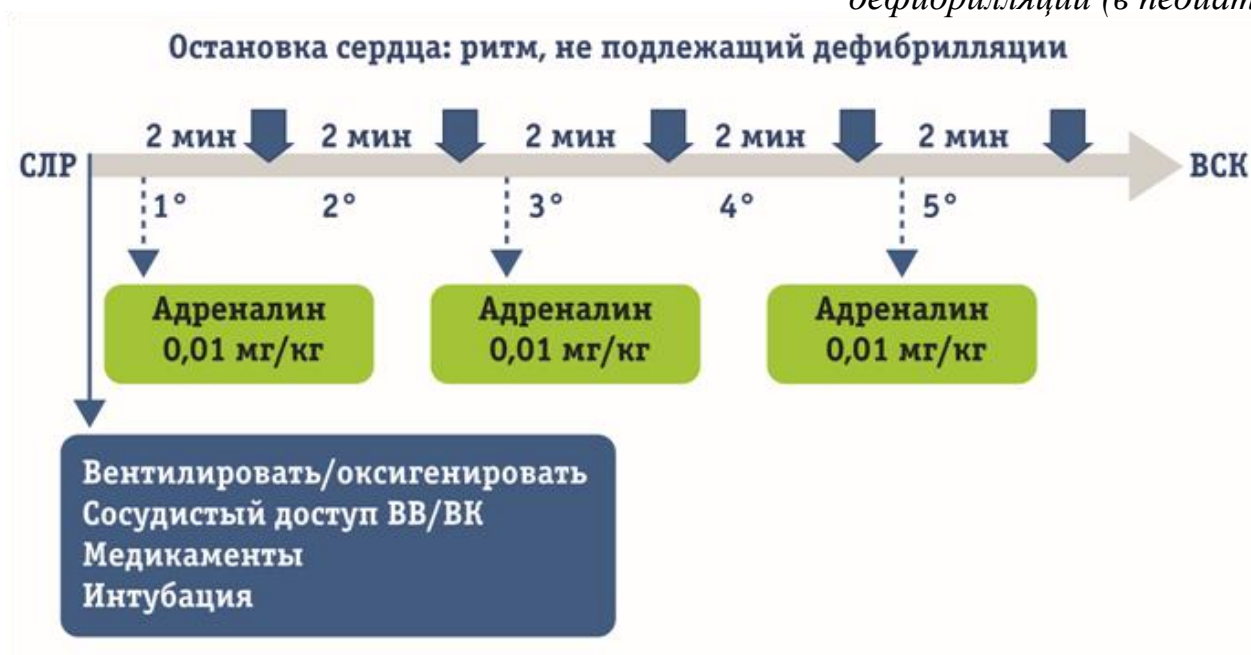 дефибрилляции (в педиат
Остановка сердца: ритм, не подлежащий дефибрилляции
2 мин 2 мин 2 мин 2 мин 2 мин
СЛР ВСК
1° 2° 3° 4° 5°
Адреналин
0,01 мг/кг
Адреналин
0,01 мг/кг
Адреналин
0,01 мг/кг
Вентилировать/оксигенировать
Сосудистый доступ ВВ/ВК
Медикаменты
Интубация